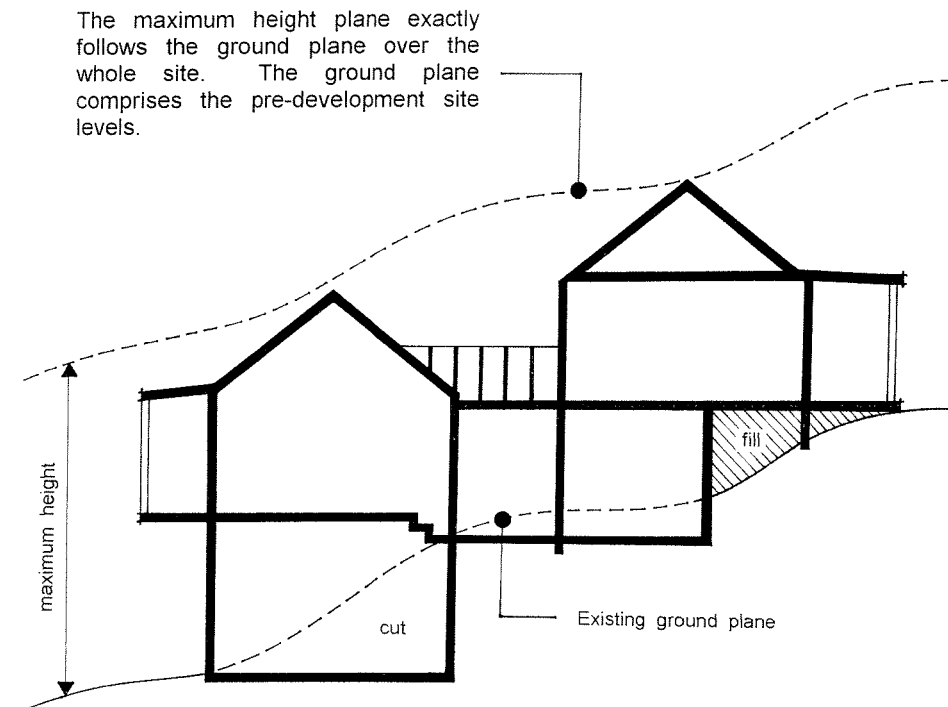 The maximum height plane exactly
follows the ground plane over the
whole site. The ground plane
comprises the pre-development site
levels.
fill
maximum height
Existing ground plane
cut